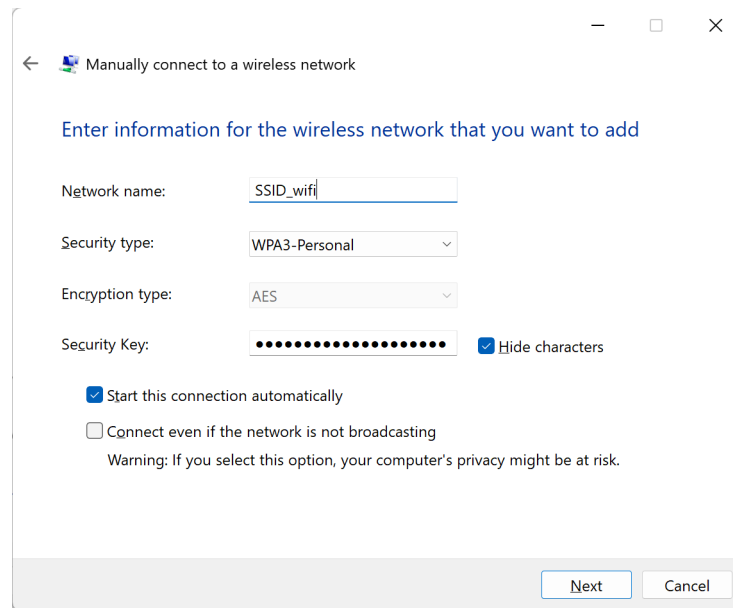 Manually connect to a wireless network
Enter information for the wireless network that you want to add
Network name: SSID_wifi
Security type: WPA3-Personal
Encryption type: AES
Security Key: ●●●●●●●●●●●●●●●●●●●● Hide characters
Start this connection automatically
Connect even if the network is not broadcasting
Warning: If you select this option, your computer's privacy might be at risk.
Next Cancel